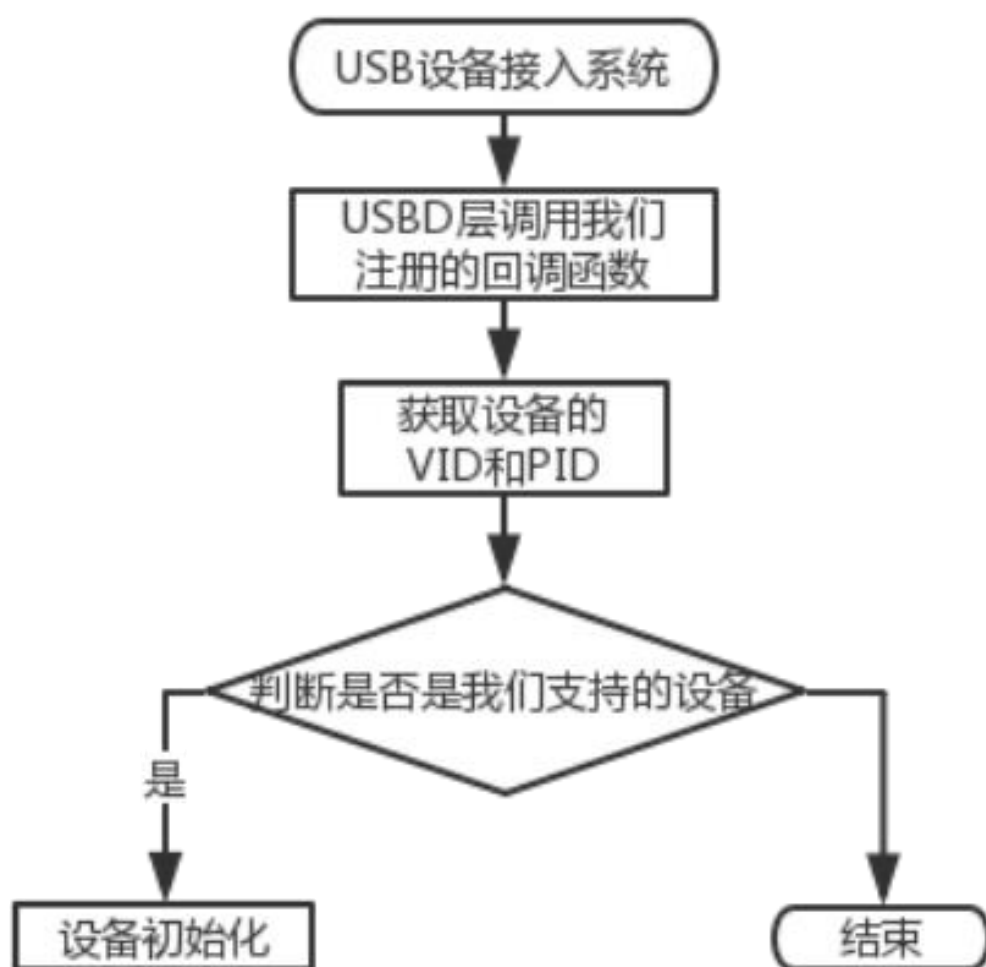 USB设备接入系统
USBD层调用我们
注册的回调函数
获取设备的
VID和PID
判断是否是我们支持的设备
是
设备初始化
结束